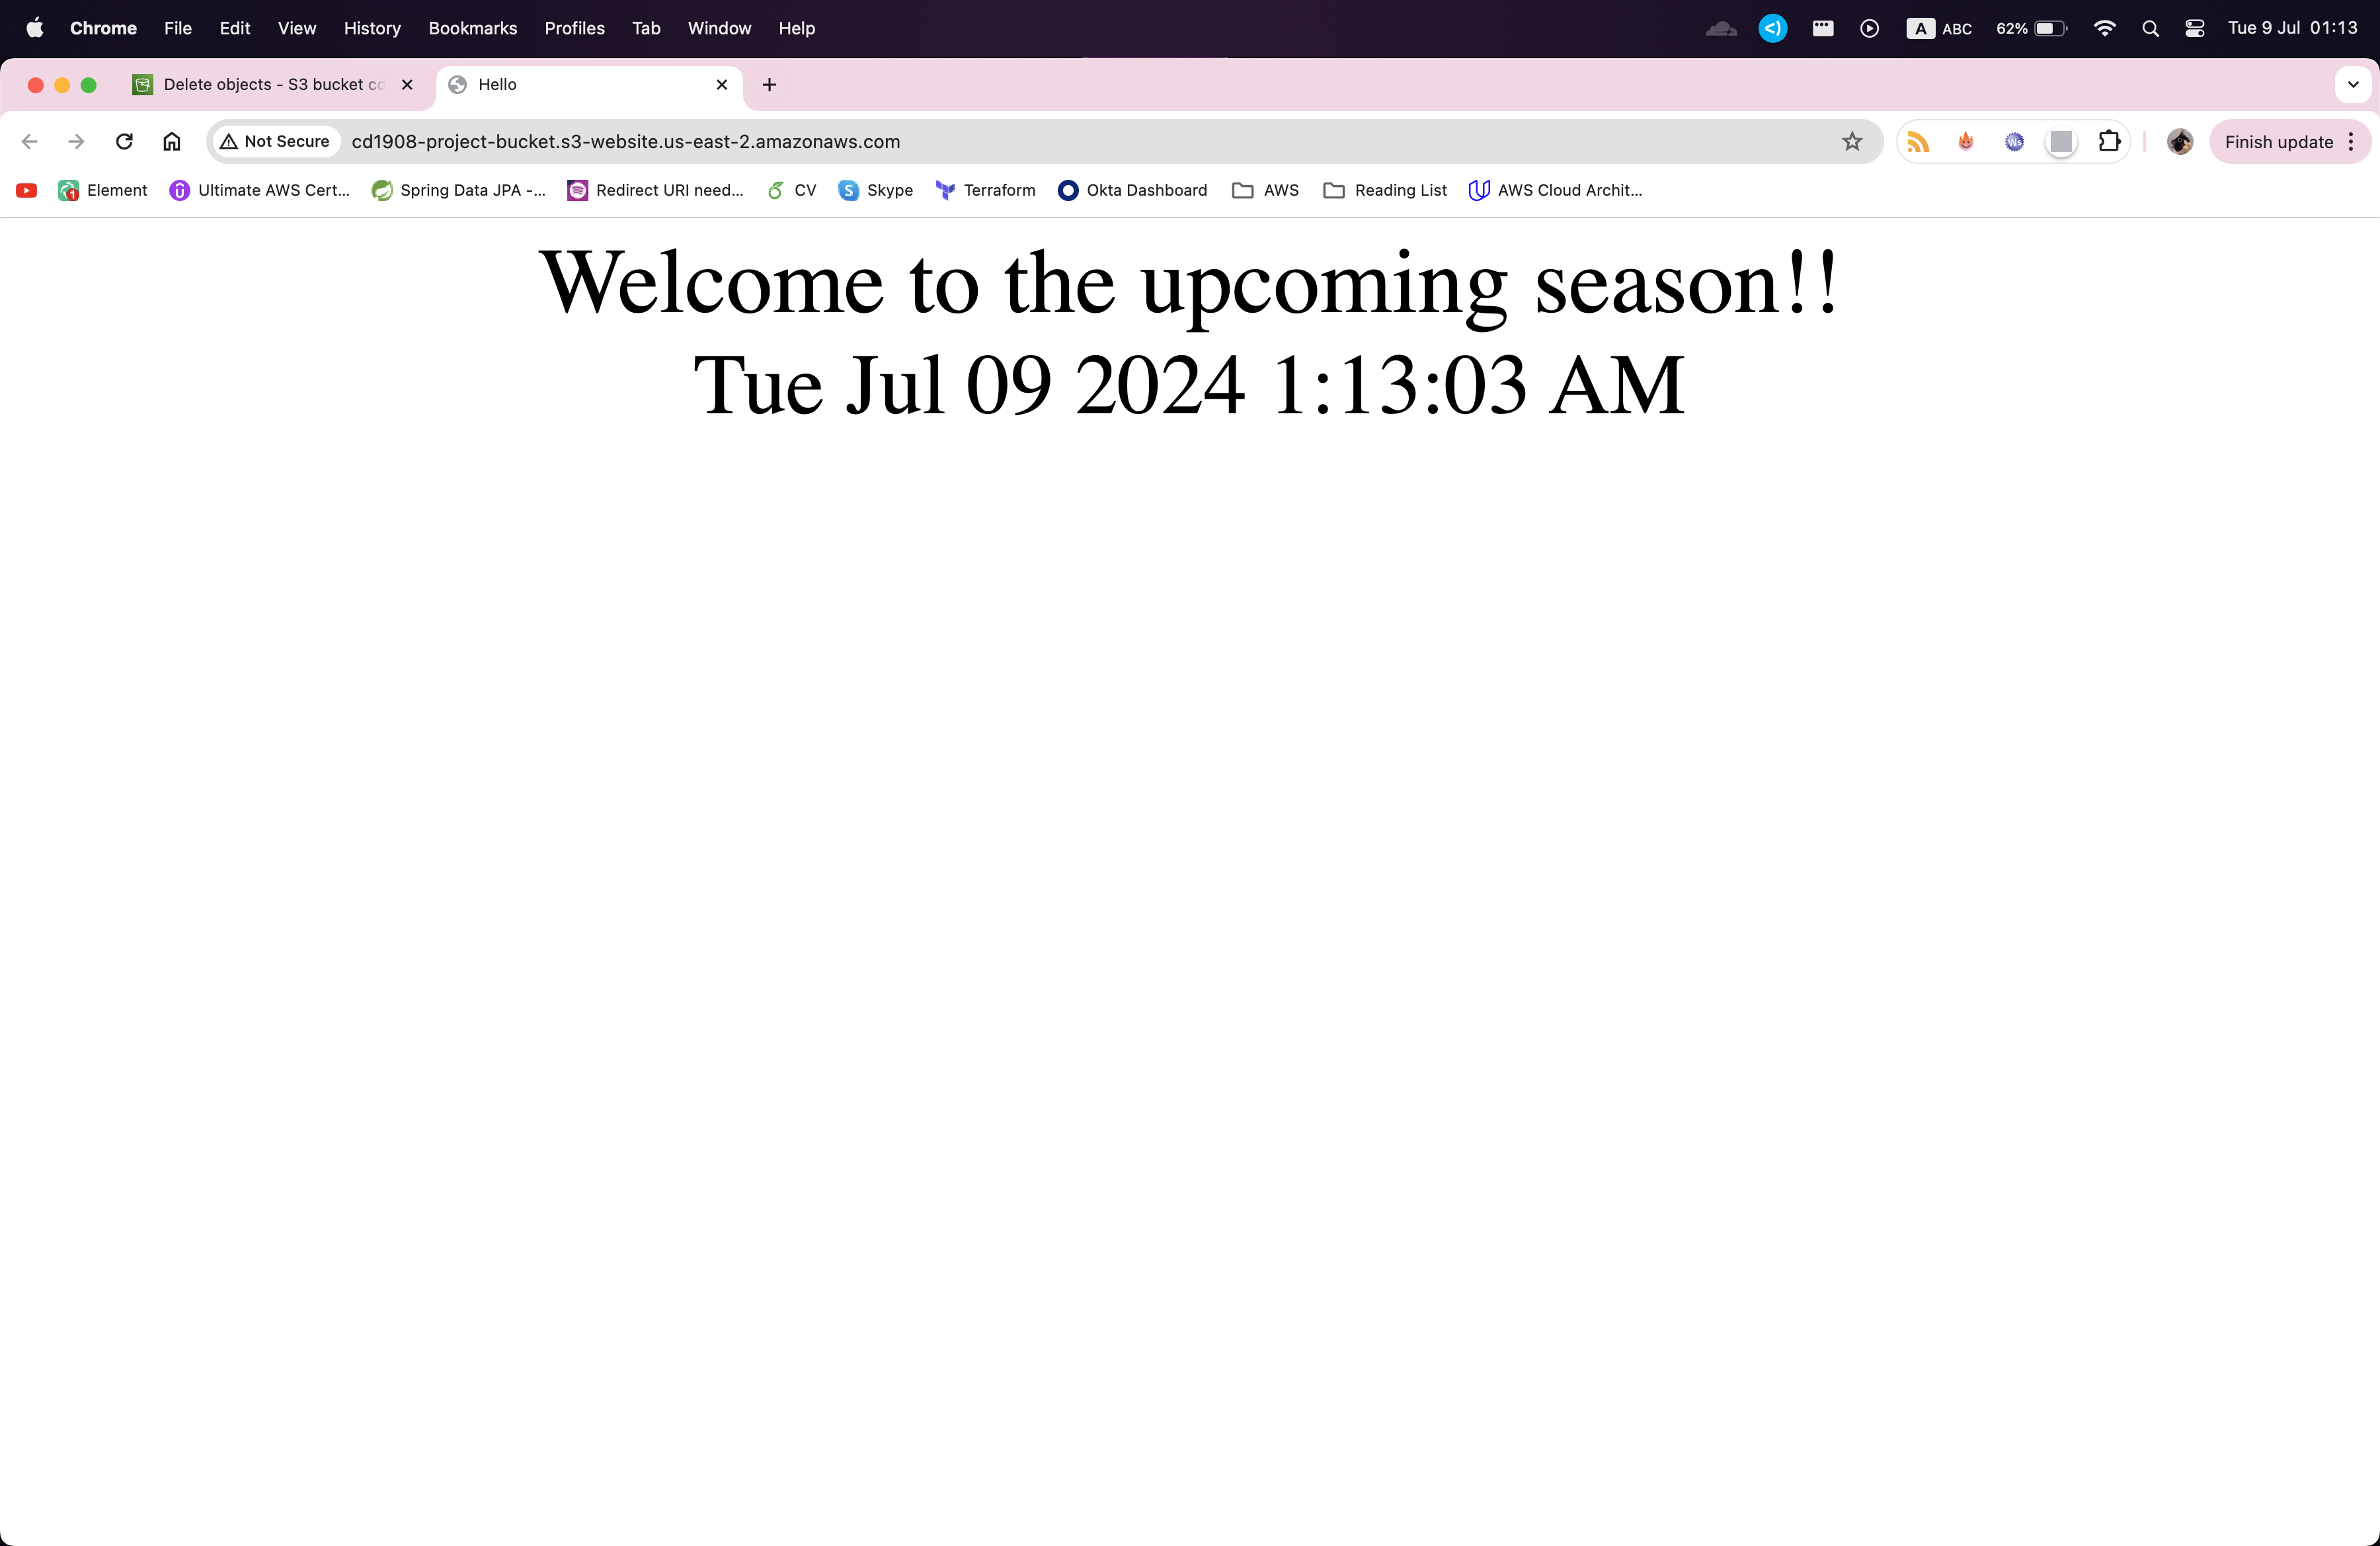 Chrome File Edit View History Bookmarks Profiles Tab Window Help A ABC 62% Tue 9 Jul 01:13
Delete objects - S3 bucket Hello
Not Secure cd1908-project-bucket.s3-website.us-east-2.amazonaws.com Ws Finish update
1 Element Ultimate AWS Cert... Spring Data JPA -... Redirect URI need... CV S Skype Terraform Okta Dashboard AWS Reading List AWS Cloud Archit...
Welcome to the upcoming season!!
Tue Jul 09 2024 1:13:03 AM